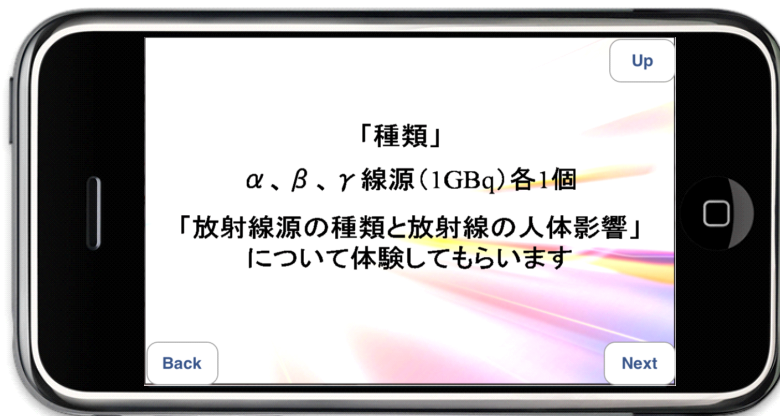 Up
「種類」
α、β、γ線源(1GBq)各1個
「放射線源の種類と放射線の人体影響」
について体験してもらいます
Back
Next